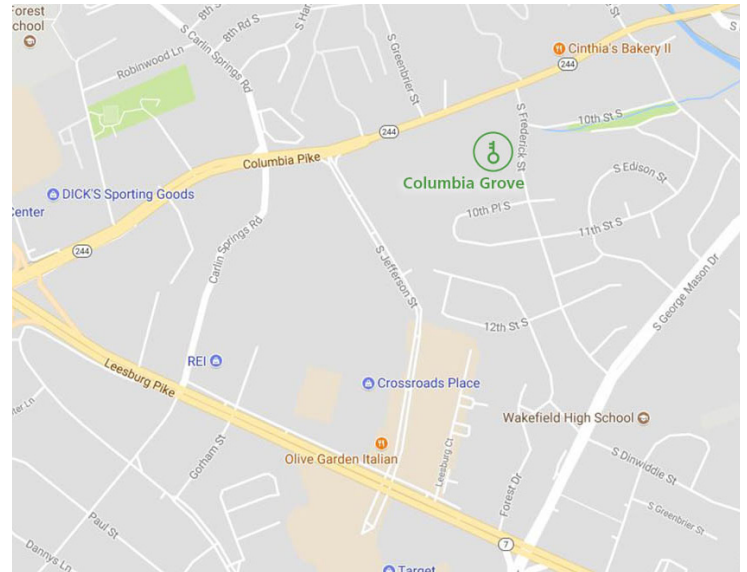 Forest
School
8th S
8th Rd S
S Carlin Springs Rd
Robinwood Ln
S Greenbrier St
Cinthia's Bakery II
244
S Frederick St
10th St S
244
Columbia Pike
Columbia Grove
S Edison St
DICK'S Sporting Goods
Center
10th Pl S
11th St S
Carlin Springs Rd
244
S Jefferson St
S George Mason Dr
12th St S
REI
Leesburg Pike
Crossroads Place
Wakefield High School
Olive Garden Italian
Gorham St
Leesburg Ct
S Dinwiddie St
Forest Dr
S Greenbrier St
Paul St
7
Dannys Ln
Target